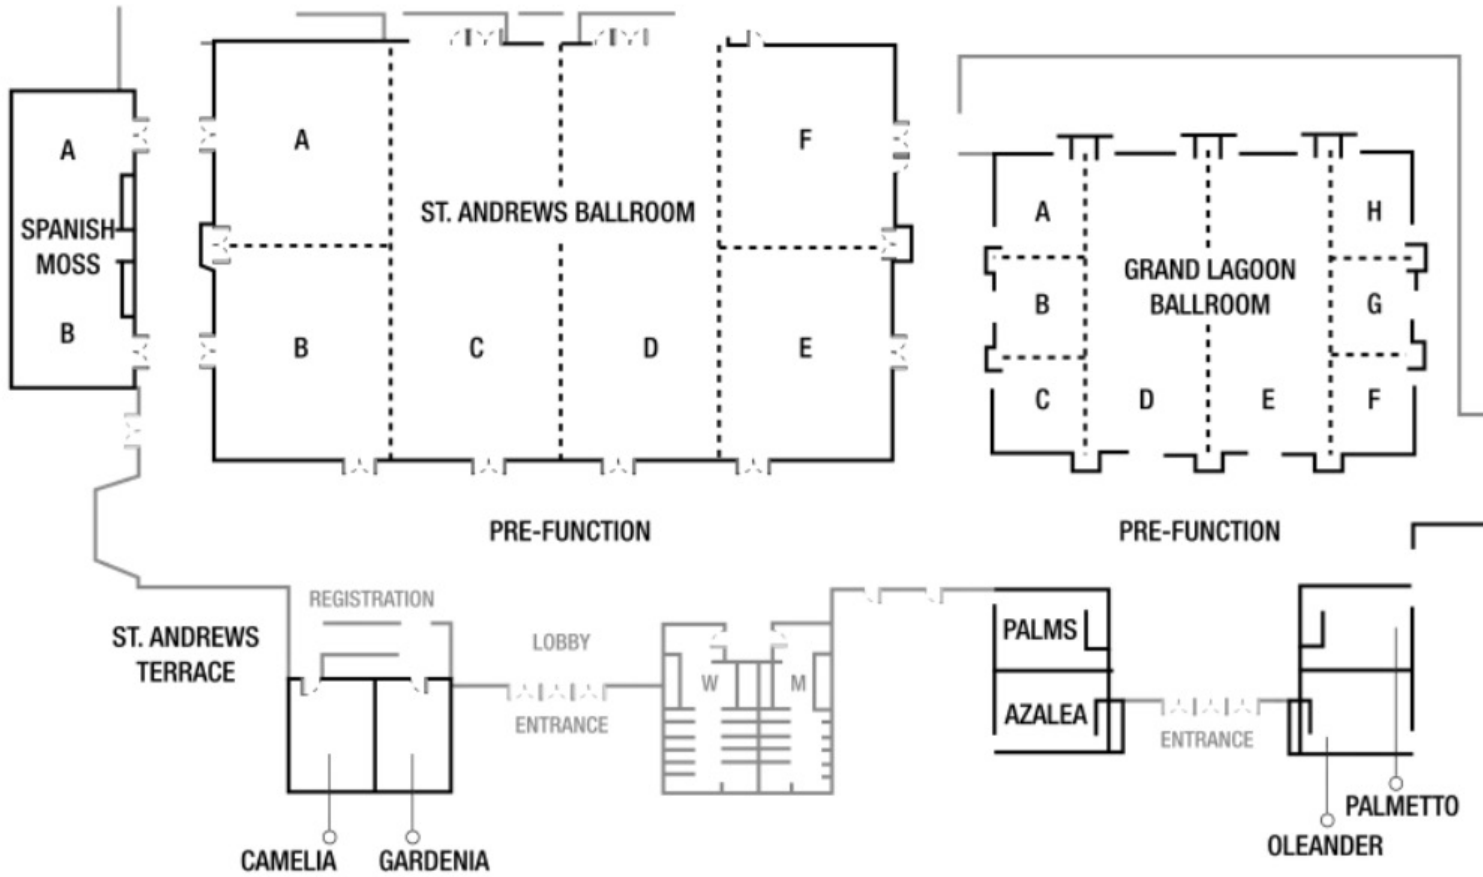 A
SPANISH
MOSS
B
A
F
ST. ANDREWS BALLROOM
B
C
D
E
A
H
GRAND LAGOON
BALLROOM
B
G
C
D
E
F
PRE-FUNCTION
PRE-FUNCTION
REGISTRATION
ST. ANDREWS
TERRACE
LOBBY
ENTRANCE
W
M
PALMS
AZALEA
ENTRANCE
CAMELIA
GARDENIA
PALMETTO
OLEANDER